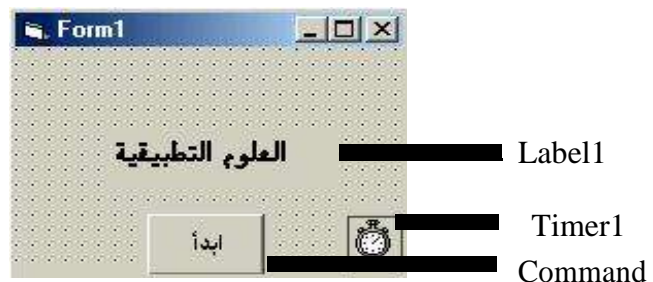 Form1
العلوم التطبيقية
Label1
Timer1
ابدأ
Command